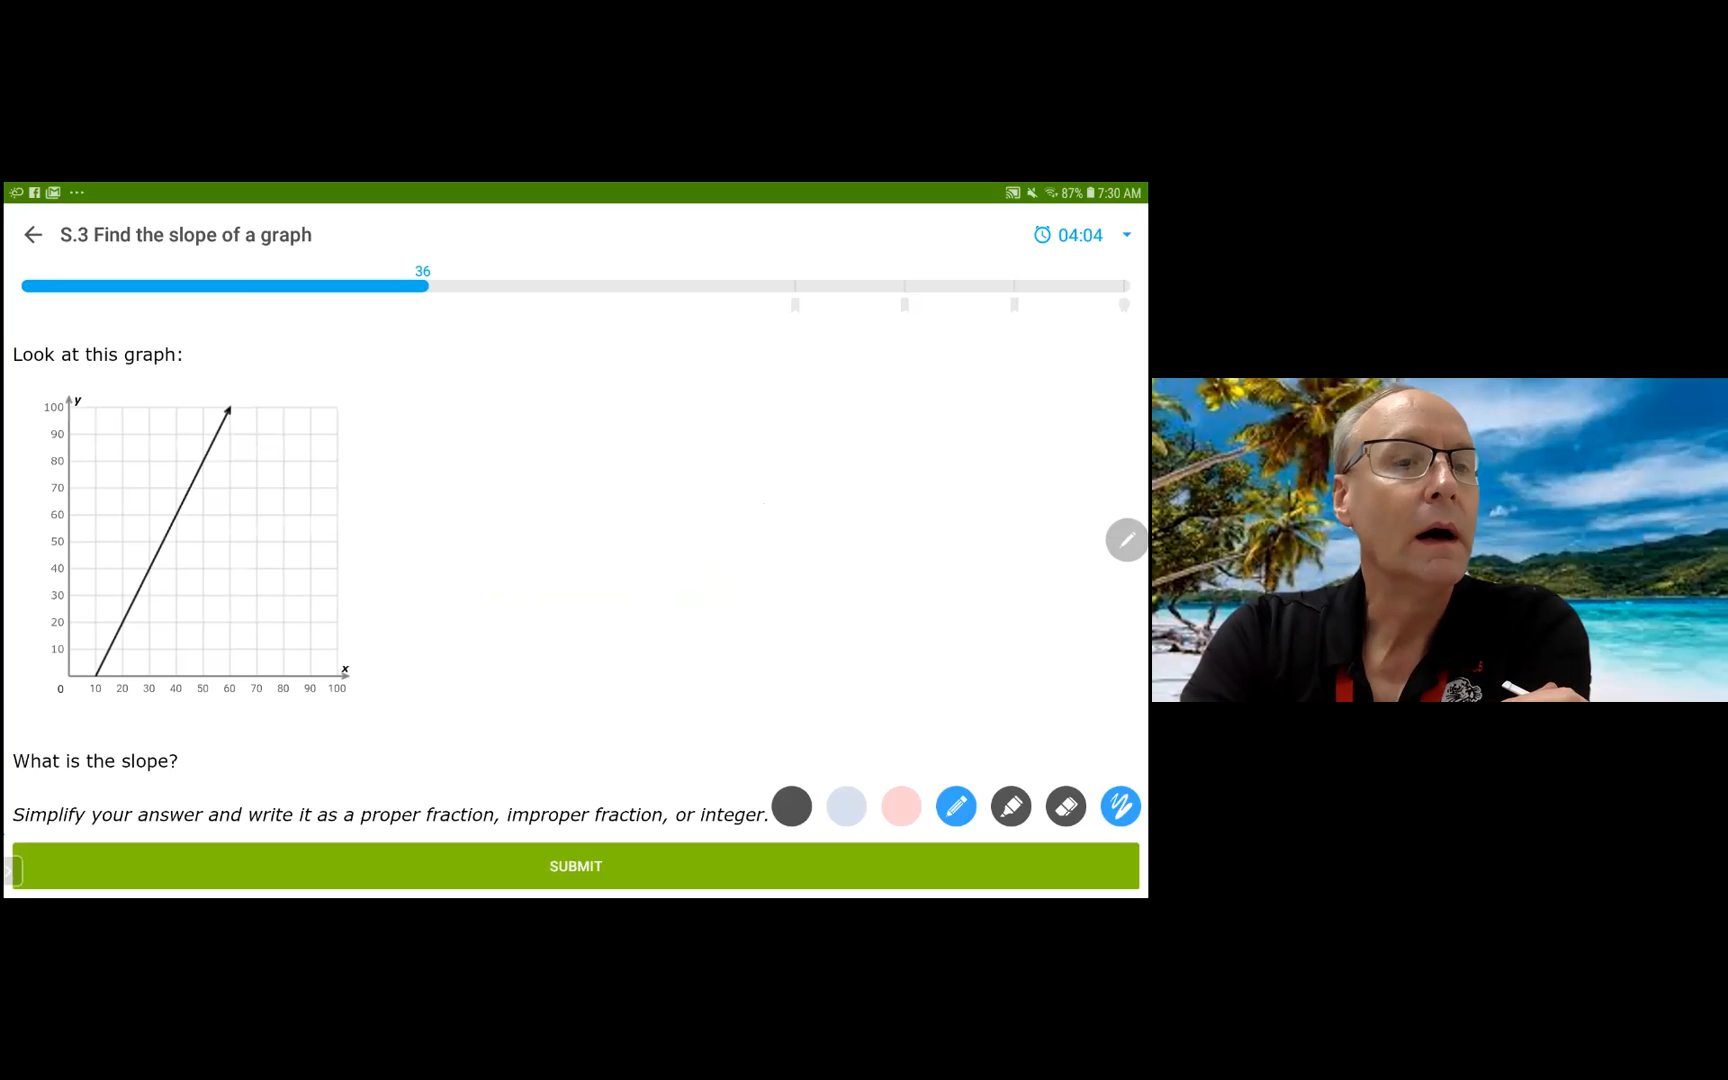 87% 7:30 AM
S.3 Find the slope of a graph
04:04
36
Look at this graph:
y
100
90
80
70
60
50
40
30
20
10
0
x
10 20 30 40 50 60 70 80 90 100
What is the slope?
Simplify your answer and write it as a proper fraction, improper fraction, or integer.
SUBMIT